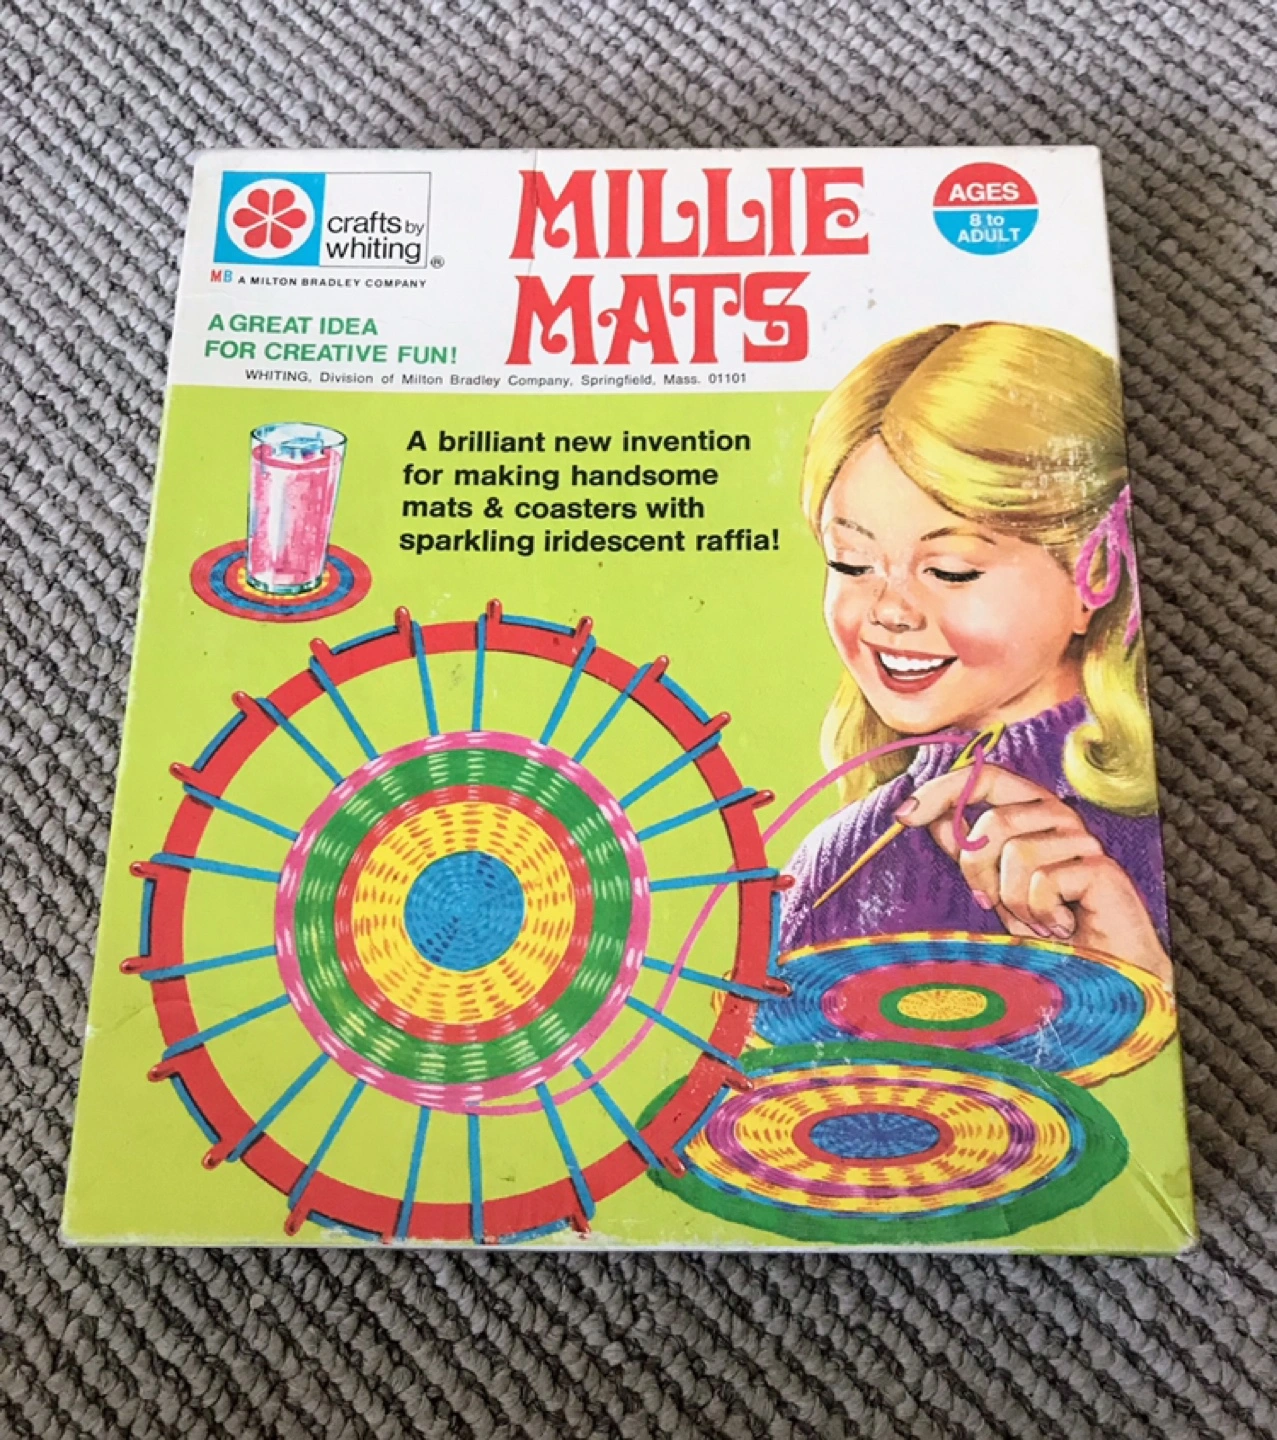 crafts by
whiting®
MB A MILTON BRADLEY COMPANY
MILLIE
MATS
AGES
8 to
ADULT
A GREAT IDEA
FOR CREATIVE FUN!
WHITING, Division of Milton Bradley Company, Springfield, Mass. 01101
A brilliant new invention
for making handsome
mats & coasters with
sparkling iridescent raffia!